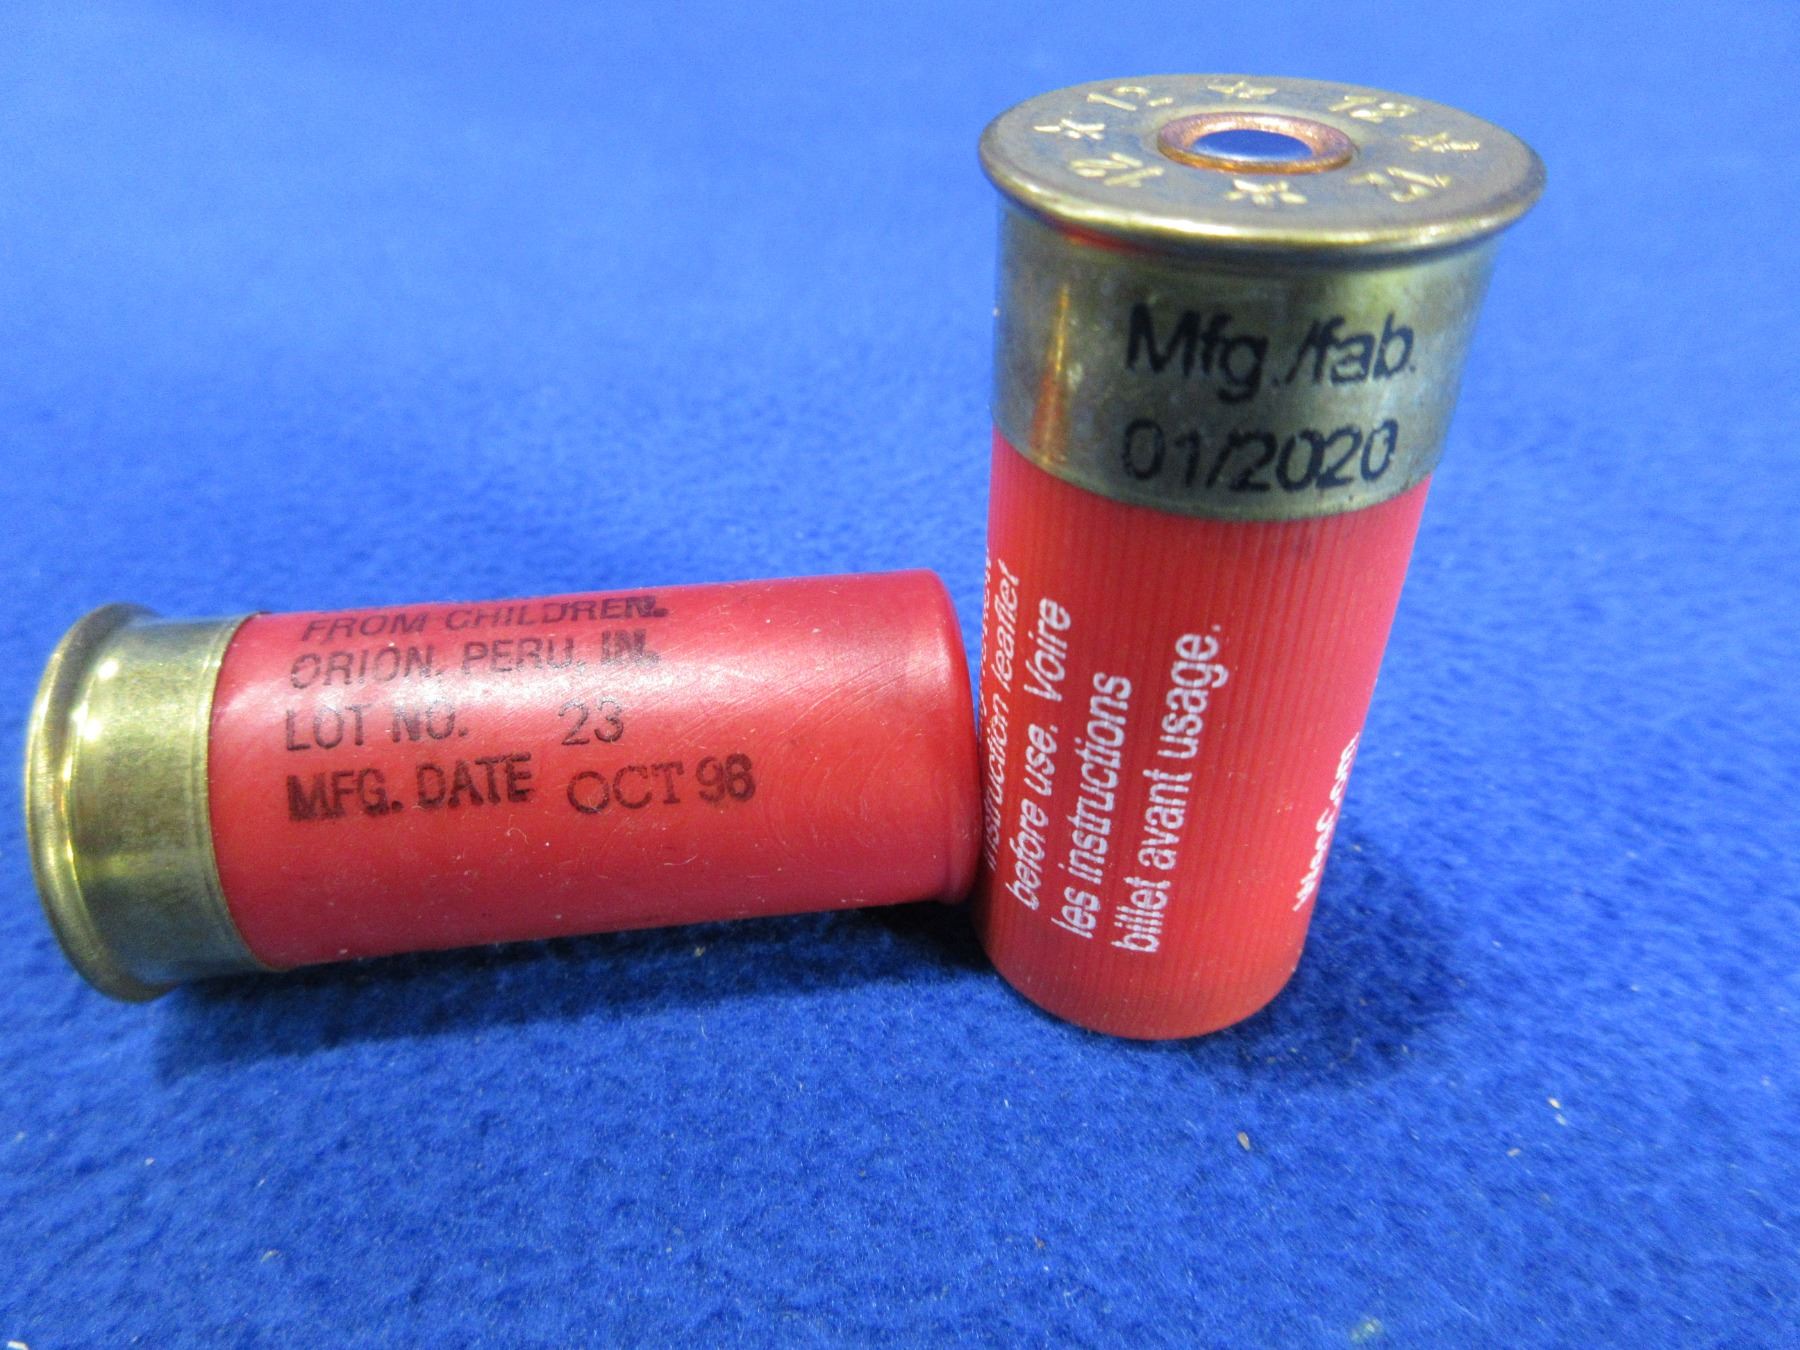 FROM CHILDREN.
ORION, PERU, IN.
LOT NO. 23
MFG. DATE OCT 98
12 12 12 12
Mfg./fab.
01/2020
instruction leaflet
before use. Voire
les instructions
billet avant usage.